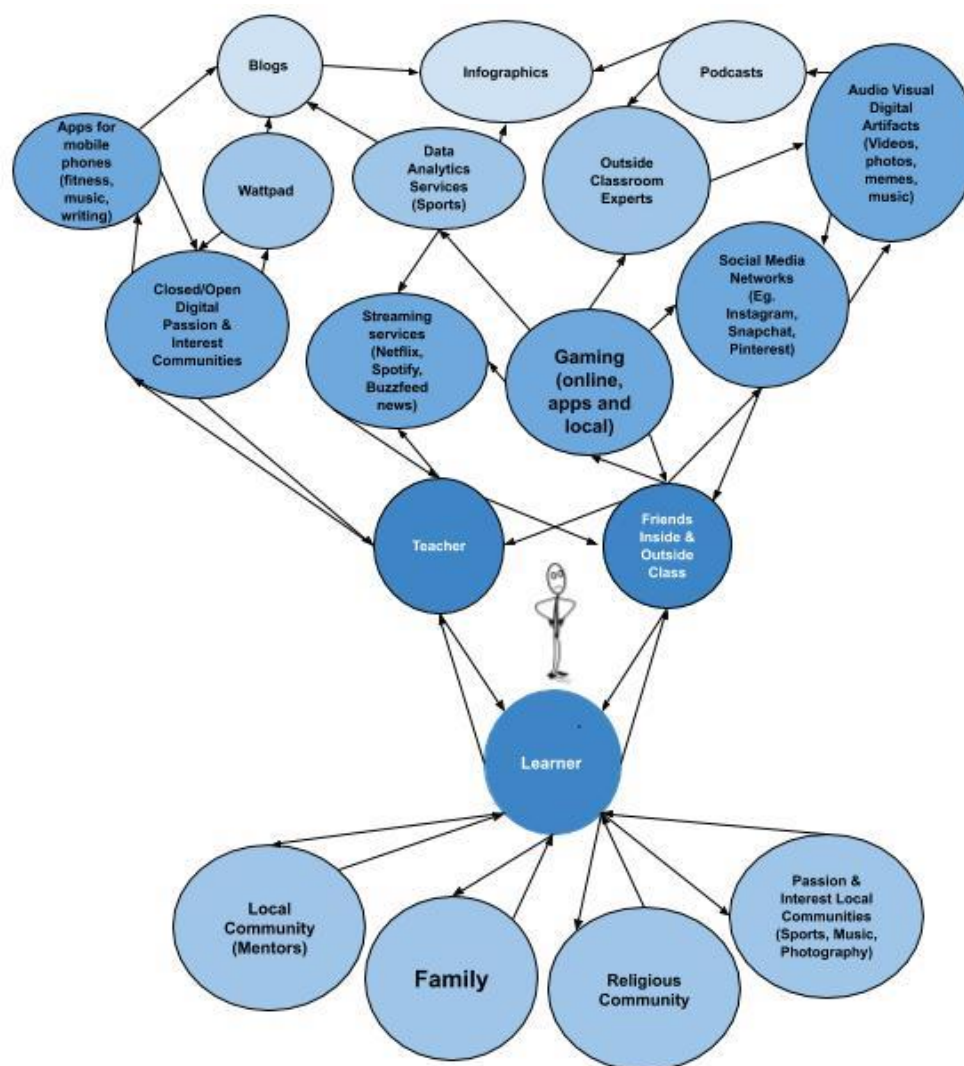 Blogs
Infographics
Podcasts
Audio Visual
Digital
Artifacts
(Videos,
photos,
memes,
music)
Apps for
mobile
phones
(fitness,
music,
writing)
Wattpad
Data
Analytics
Services
(Sports)
Outside
Classroom
Experts
Closed/Open
Digital
Passion &
Interest
Communities
Streaming
services
(Netflix,
Spotify,
Buzzfeed
news)
Gaming
(online,
apps and
local)
Social Media
Networks
(Eg.
Instagram,
Snapchat,
Pinterest)
Teacher
Friends
Inside &
Outside
Class
Learner
Local
Community
(Mentors)
Family
Religious
Community
Passion &
Interest Local
Communities
(Sports, Music,
Photography)